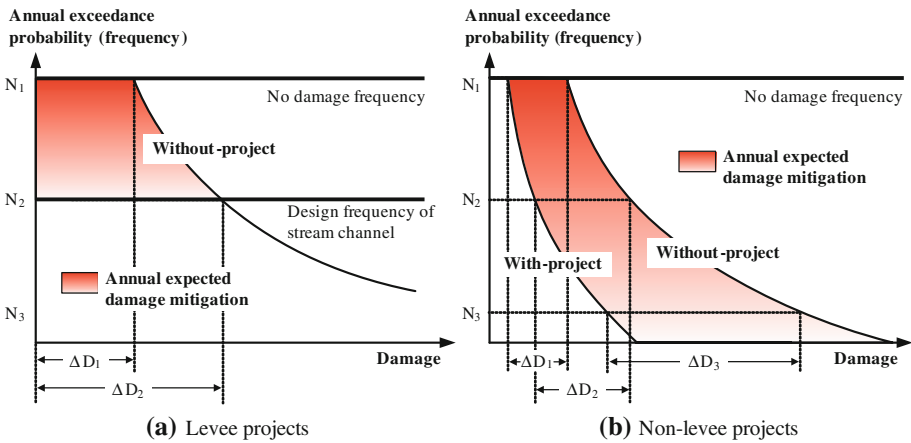 Annual exceedance
probability (frequency)
N1
No damage frequency
Without-project
N2
Design frequency of
stream channel
Annual expected
damage mitigation
N3
Damage
ΔD1
ΔD2
(a) Levee projects
Annual exceedance
probability (frequency)
N1
No damage frequency
Annual expected
damage mitigation
N2
Without-project
With-project
N3
ΔD1
ΔD3
Damage
ΔD2
(b) Non-levee projects